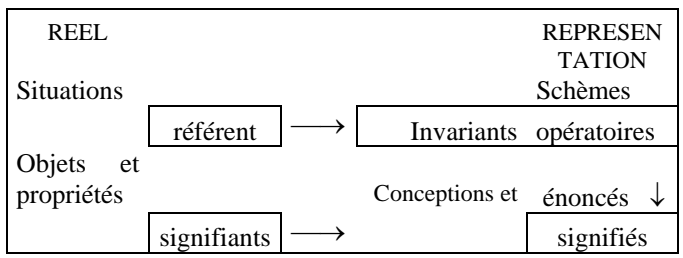 REEL REPRESEN
TATION
Situations Schèmes
référent ⟶ Invariants opératoires
Objets et
propriétés Conceptions et énoncés ↓
signifiants ⟶ signifiés